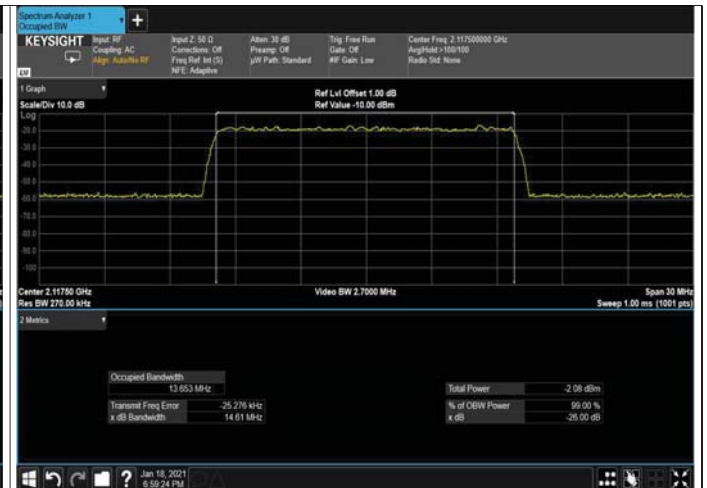 Spectrum Analyzer 1
Occupied BW
+
KEYSIGHT
Input: RF
Coupling: AC
Align: Auto/No RF
Input Z: 50 Ω
Corrections: Off
Freq Ref: Int (S)
NFE: Adaptive
Atten: 30 dB
Preamp: Off
µW Path: Standard
Trig: Free Run
Gate: Off
#IF Gain: Low
Center Freq: 2.117500000 GHz
Avg|Hold:>100/100
Radio Std: None
1 Graph
Ref Lvl Offset 1.00 dB
Scale/Div 10.0 dB
Ref Value -10.00 dBm
Log
-20.0
-30.0
-40.0
-50.0
-60.0
-70.0
-80.0
-90.0
-100
Center 2.11750 GHz
Video BW 2.7000 MHz
Span 30 MHz
Res BW 270.00 kHz
Sweep 1.00 ms (1001 pts)
2 Metrics
Occupied Bandwidth
13.653 MHz
Total Power -2.08 dBm
Transmit Freq Error -25.276 kHz
% of OBW Power 99.00 %
x dB Bandwidth 14.61 MHz
x dB -26.00 dB
?
Jan 18, 2021
6:59:24 PM